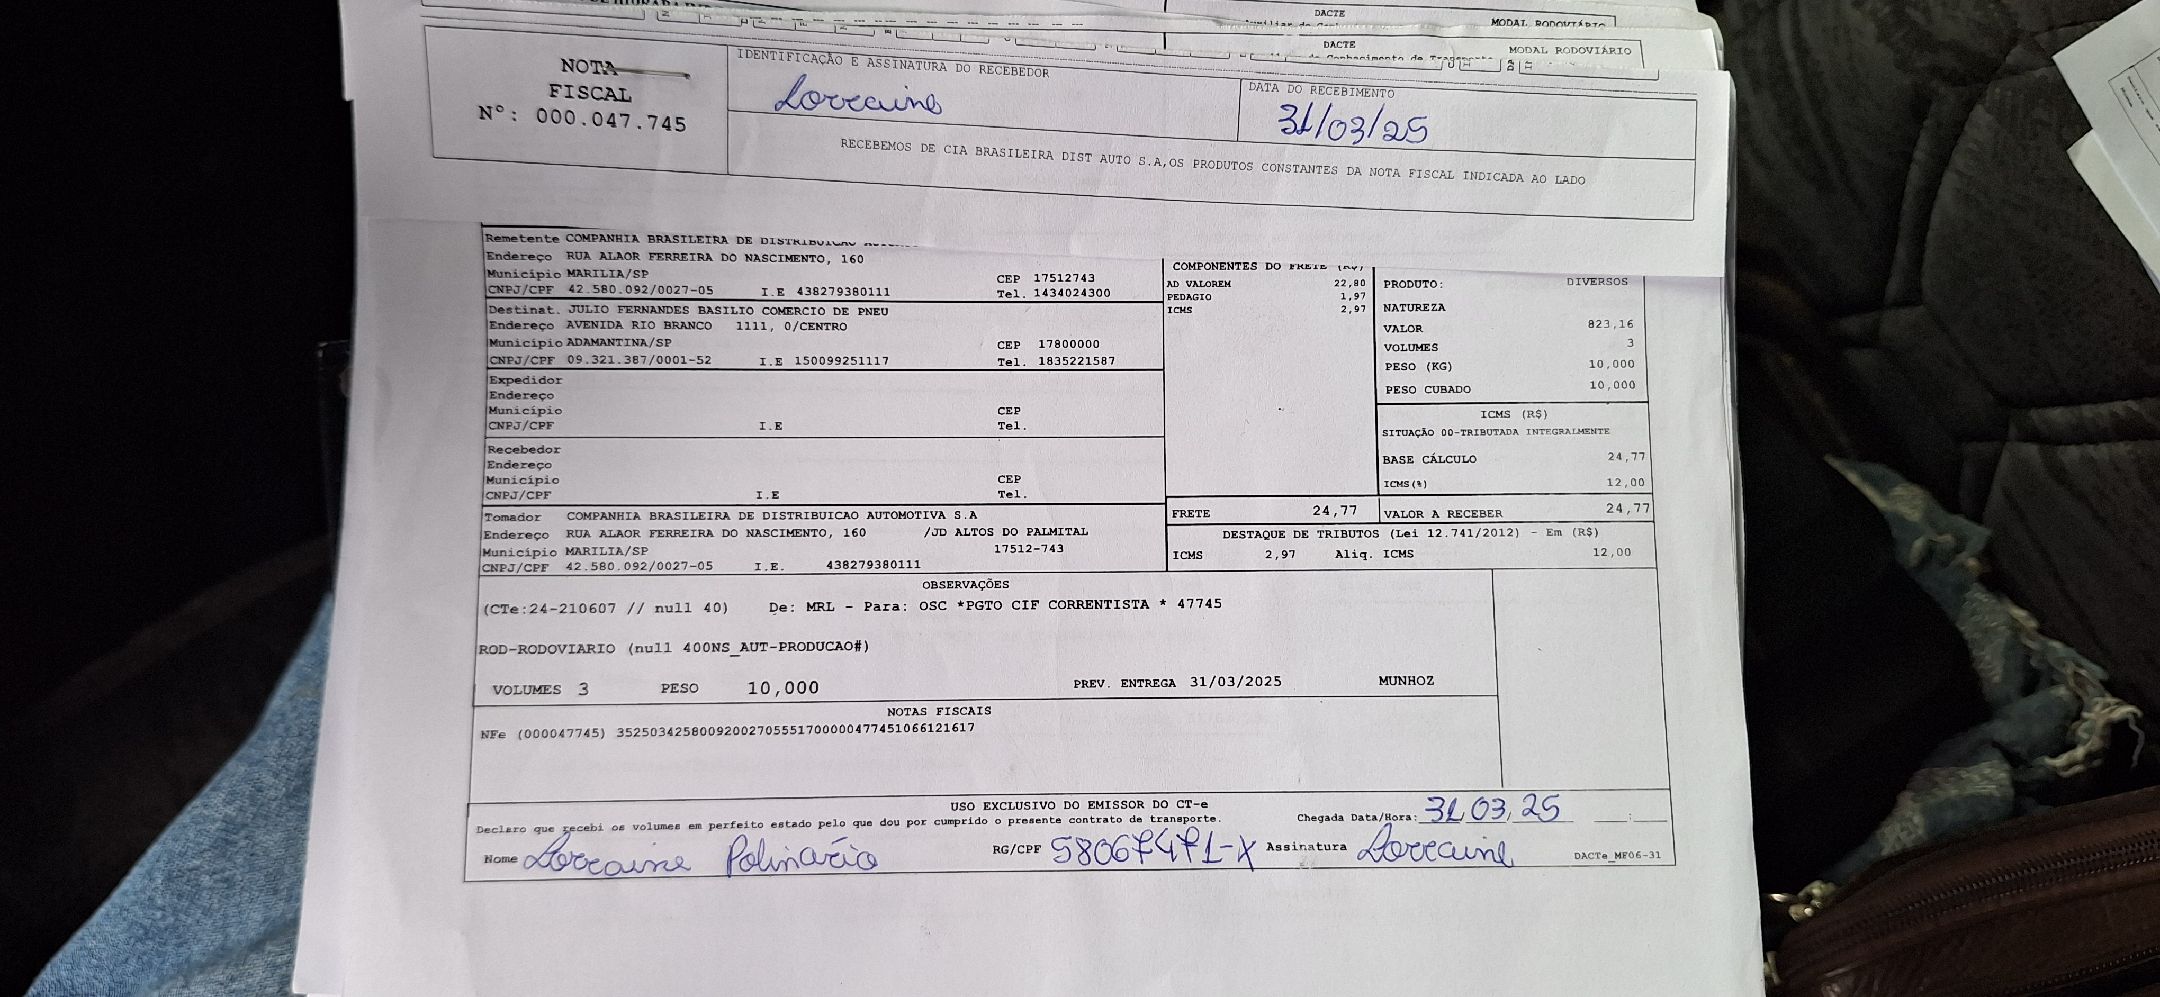 DACTE
MODAL RODOVIÁRIO
DACTE
MODAL RODOVIÁRIO
NOTA
FISCAL
Nº: 000.047.745
IDENTIFICAÇÃO E ASSINATURA DO RECEBEDOR
Lorraine
DATA DO RECEBIMENTO
31/03/25
RECEBEMOS DE CIA BRASILEIRA DIST AUTO S.A,OS PRODUTOS CONSTANTES DA NOTA FISCAL INDICADA AO LADO
Remetente COMPANHIA BRASILEIRA DE DISTRIBUICAO
Endereço RUA ALAOR FERREIRA DO NASCIMENTO, 160
Município MARILIA/SP CEP 17512743
CNPJ/CPF 42.580.092/0027-05 I.E 438279380111 Tel. 1434024300
Destinat. JULIO FERNANDES BASILIO COMERCIO DE PNEU
Endereço AVENIDA RIO BRANCO 1111, 0/CENTRO
Município ADAMANTINA/SP CEP 17800000
CNPJ/CPF 09.321.387/0001-52 I.E 150099251117 Tel. 1835221587
Expedidor
Endereço
Município CEP
CNPJ/CPF I.E Tel.
Recebedor
Endereço
Município CEP
CNPJ/CPF I.E Tel.
Tomador COMPANHIA BRASILEIRA DE DISTRIBUICAO AUTOMOTIVA S.A
Endereço RUA ALAOR FERREIRA DO NASCIMENTO, 160 /JD ALTOS DO PALMITAL
Município MARILIA/SP 17512-743
CNPJ/CPF 42.580.092/0027-05 I.E. 438279380111
COMPONENTES DO FRETE (R$)
AD VALOREM 22,80
PEDAGIO 1,97
ICMS 2,97
FRETE 24,77
PRODUTO: DIVERSOS
NATUREZA
VALOR 823,16
VOLUMES 3
PESO (KG) 10,000
PESO CUBADO 10,000
ICMS (R$)
SITUAÇÃO 00-TRIBUTADA INTEGRALMENTE
BASE CÁLCULO 24,77
ICMS(%) 12,00
VALOR A RECEBER 24,77
DESTAQUE DE TRIBUTOS (Lei 12.741/2012) - Em (R$)
ICMS 2,97 Aliq. ICMS 12,00
OBSERVAÇÕES
(CTe:24-210607 // null 40) De: MRL - Para: OSC *PGTO CIF CORRENTISTA * 47745
ROD-RODOVIARIO (null 400NS_AUT-PRODUCAO#)
VOLUMES 3 PESO 10,000 PREV. ENTREGA 31/03/2025 MUNHOZ
NOTAS FISCAIS
NFe (000047745) 35250342580092002705551700000477451066121617
USO EXCLUSIVO DO EMISSOR DO CT-e
Declaro que recebi os volumes em perfeito estado pelo que dou por cumprido o presente contrato de transporte. Chegada Data/Hora: 31 03, 25 __:__
Nome Lorraine Polinario RG/CPF 58067471-X Assinatura Lorraine DACTe_MF06-31